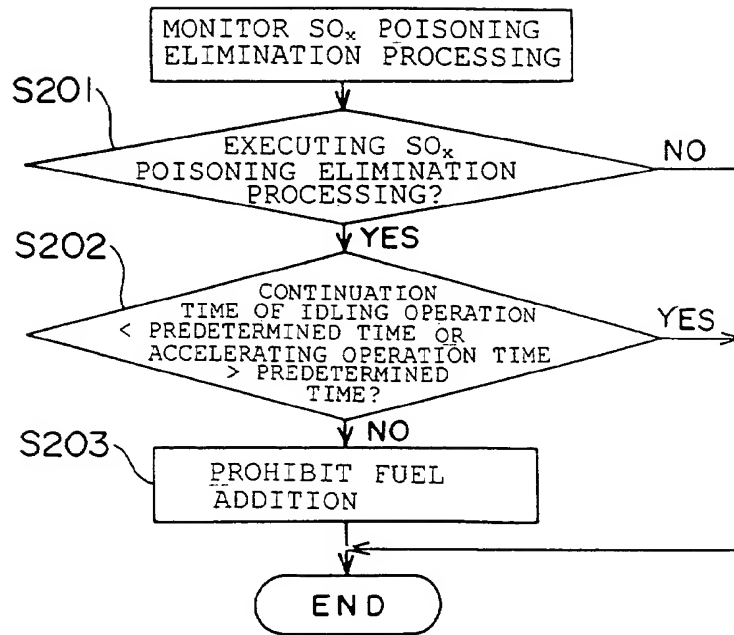 MONITOR SOₓ POISONING
ELIMINATION PROCESSING
S201
EXECUTING SOₓ
POISONING ELIMINATION
PROCESSING?
NO
YES
S202
CONTINUATION
TIME OF IDLING OPERATION
< PREDETERMINED TIME OR
ACCELERATING OPERATION TIME
> PREDETERMINED
TIME?
YES
NO
S203
PROHIBIT FUEL
ADDITION
END